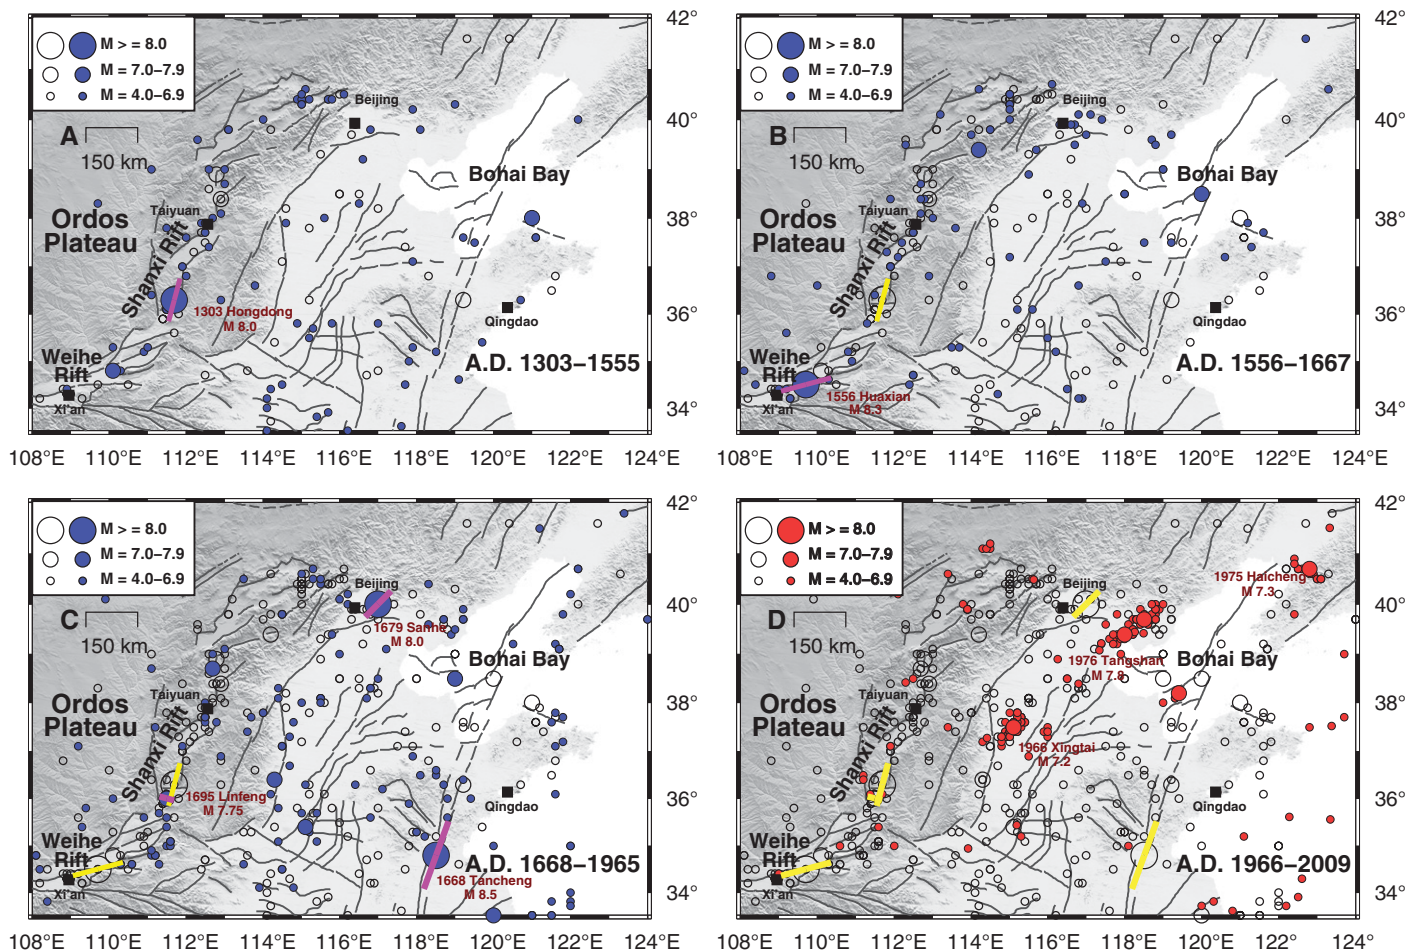 M > = 8.0
M = 7.0–7.9
M = 4.0–6.9
A
150 km
Beijing
Bohai Bay
Ordos
Plateau
Taiyuan
Shanxi Rift
1303 Hongdong
M 8.0
Qingdao
Weihe
Rift
Xi'an
A.D. 1303–1555
42°
40°
38°
36°
34°
108°E 110°E 112°E 114°E 116°E 118°E 120°E 122°E 124°E
M > = 8.0
M = 7.0–7.9
M = 4.0–6.9
B
150 km
Beijing
Bohai Bay
Ordos
Plateau
Taiyuan
Shanxi Rift
Qingdao
Weihe
Rift
Xi'an
1556 Huaxian
M 8.3
A.D. 1556–1667
42°
40°
38°
36°
34°
108°E 110°E 112°E 114°E 116°E 118°E 120°E 122°E 124°E
M > = 8.0
M = 7.0–7.9
M = 4.0–6.9
C
150 km
Beijing
1679 Sanhe
M 8.0
Bohai Bay
Ordos
Plateau
Taiyuan
Shanxi Rift
1695 Linfeng
M 7.75
Qingdao
Weihe
Rift
Xi'an
A.D. 1668–1965
1668 Tancheng
M 8.5
42°
40°
38°
36°
34°
108°E 110°E 112°E 114°E 116°E 118°E 120°E 122°E 124°E
M > = 8.0
M = 7.0–7.9
M = 4.0–6.9
D
150 km
Beijing
1975 Haicheng
M 7.3
1976 Tangshan
M 7.8
Bohai Bay
Ordos
Plateau
Taiyuan
Shanxi Rift
1966 Xingtai
M 7.2
Qingdao
Weihe
Rift
Xi'an
A.D. 1966–2009
42°
40°
38°
36°
34°
108°E 110°E 112°E 114°E 116°E 118°E 120°E 122°E 124°E